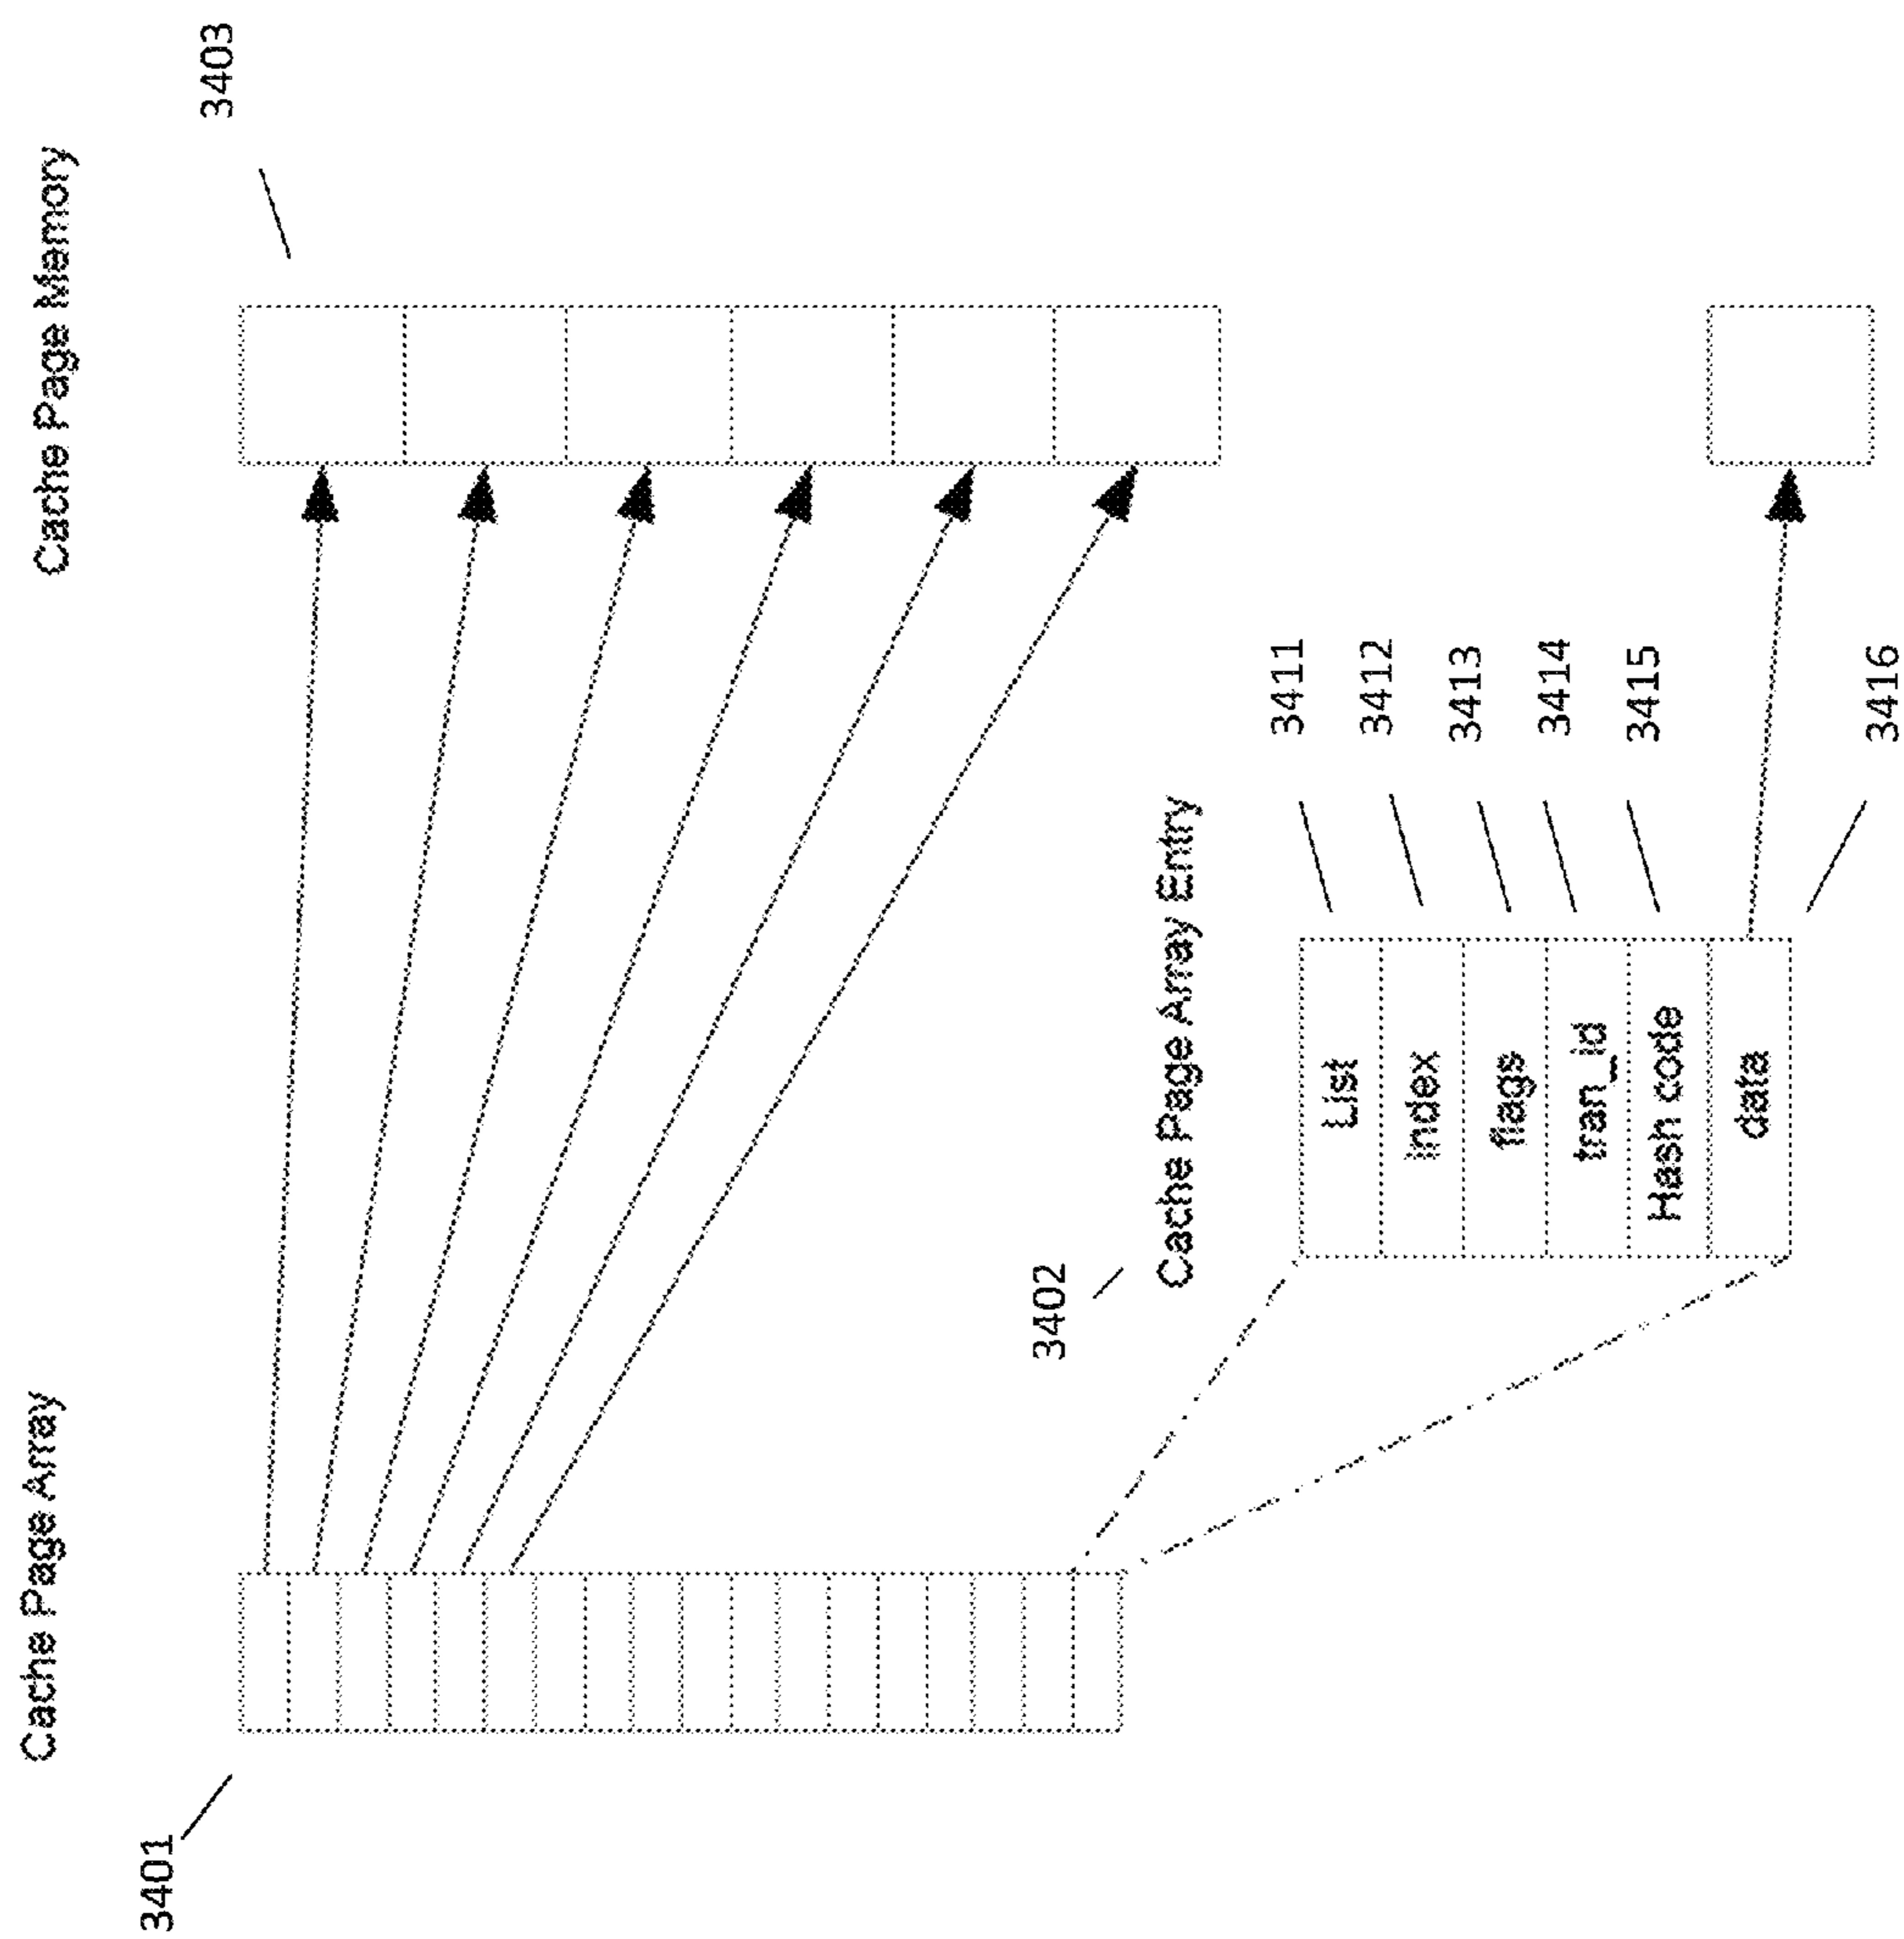 Cache Page Array
Cache Page Memory
3401
3403
3402
Cache Page Array Entry
List
index
flags
tran_id
Hash code
data
3411
3412
3413
3414
3415
3416